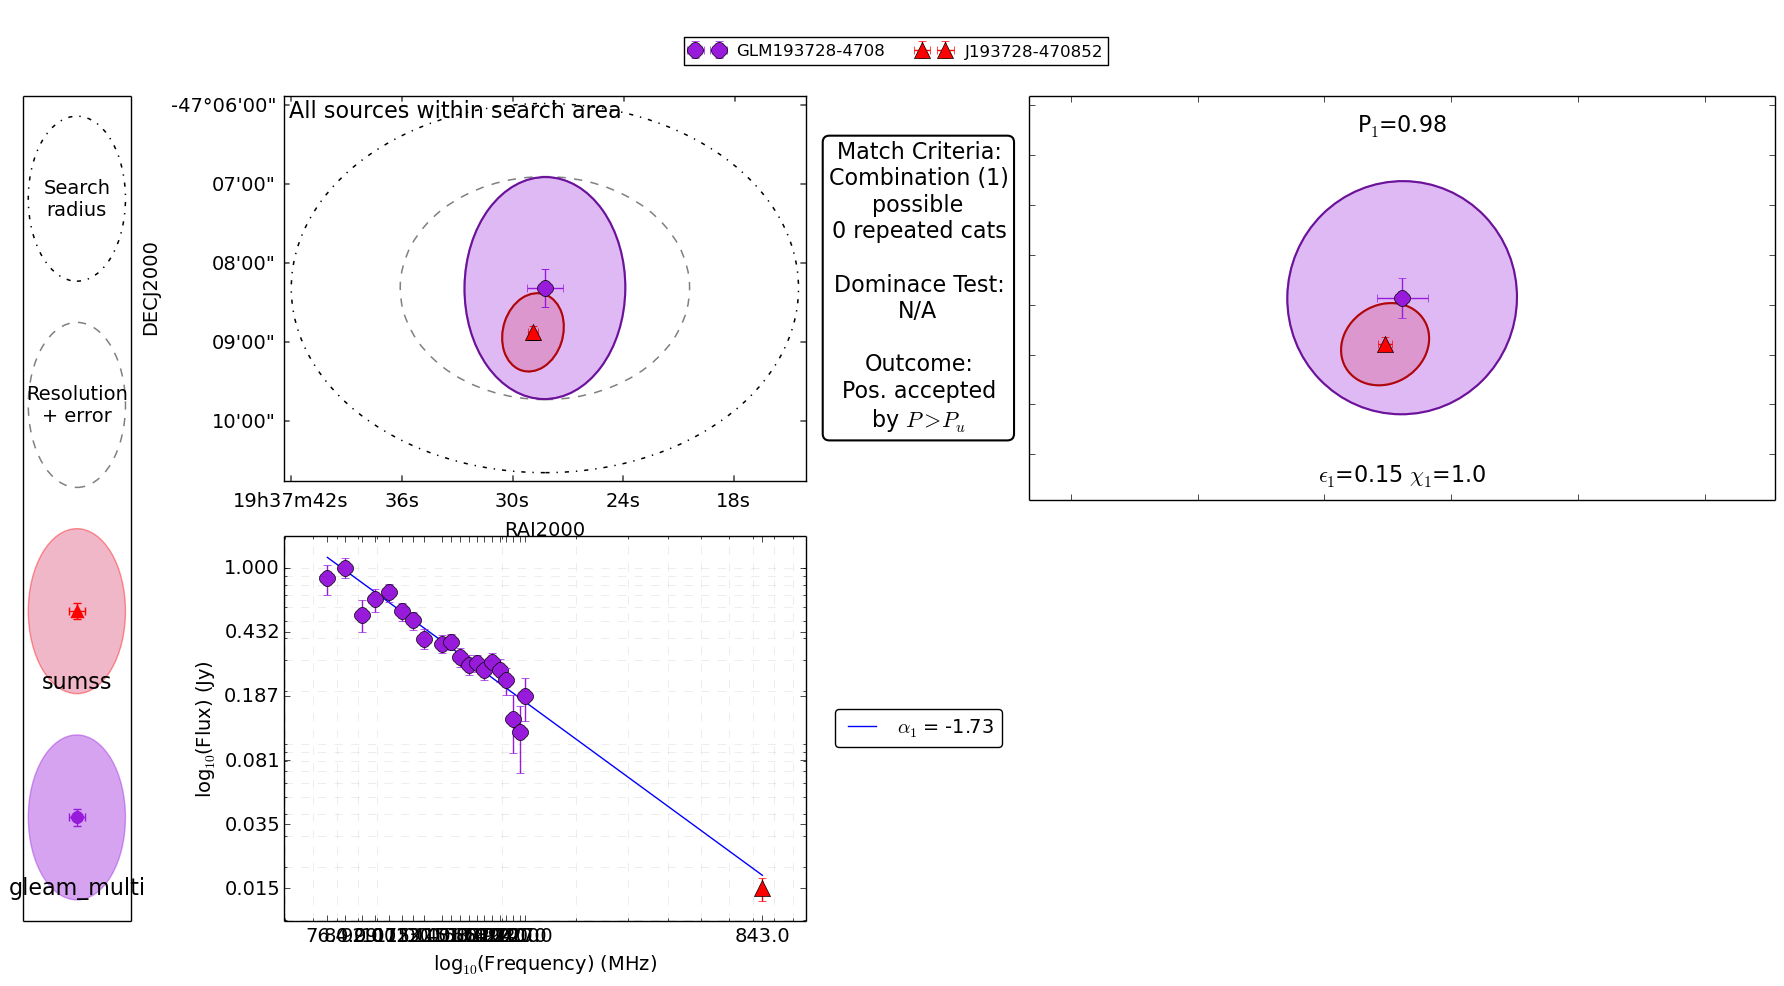 GLM193728-4708 J193728-470852
Search
radius
Resolution
+ error
sumss
gleam_multi
All sources within search area
-47°06'00"
07'00"
08'00"
09'00"
10'00"
DECJ2000
19h37m42s 36s 30s 24s 18s
RAJ2000
Match Criteria:
Combination (1)
possible
0 repeated cats
Dominace Test:
N/A
Outcome:
Pos. accepted
by P>Pᵤ
P₁=0.98
ϵ₁=0.15 χ₁=1.0
1.000
0.432
0.187
0.081
0.035
0.015
log₁₀(Flux) (Jy)
843.0
log₁₀(Frequency) (MHz)
α₁ = -1.73